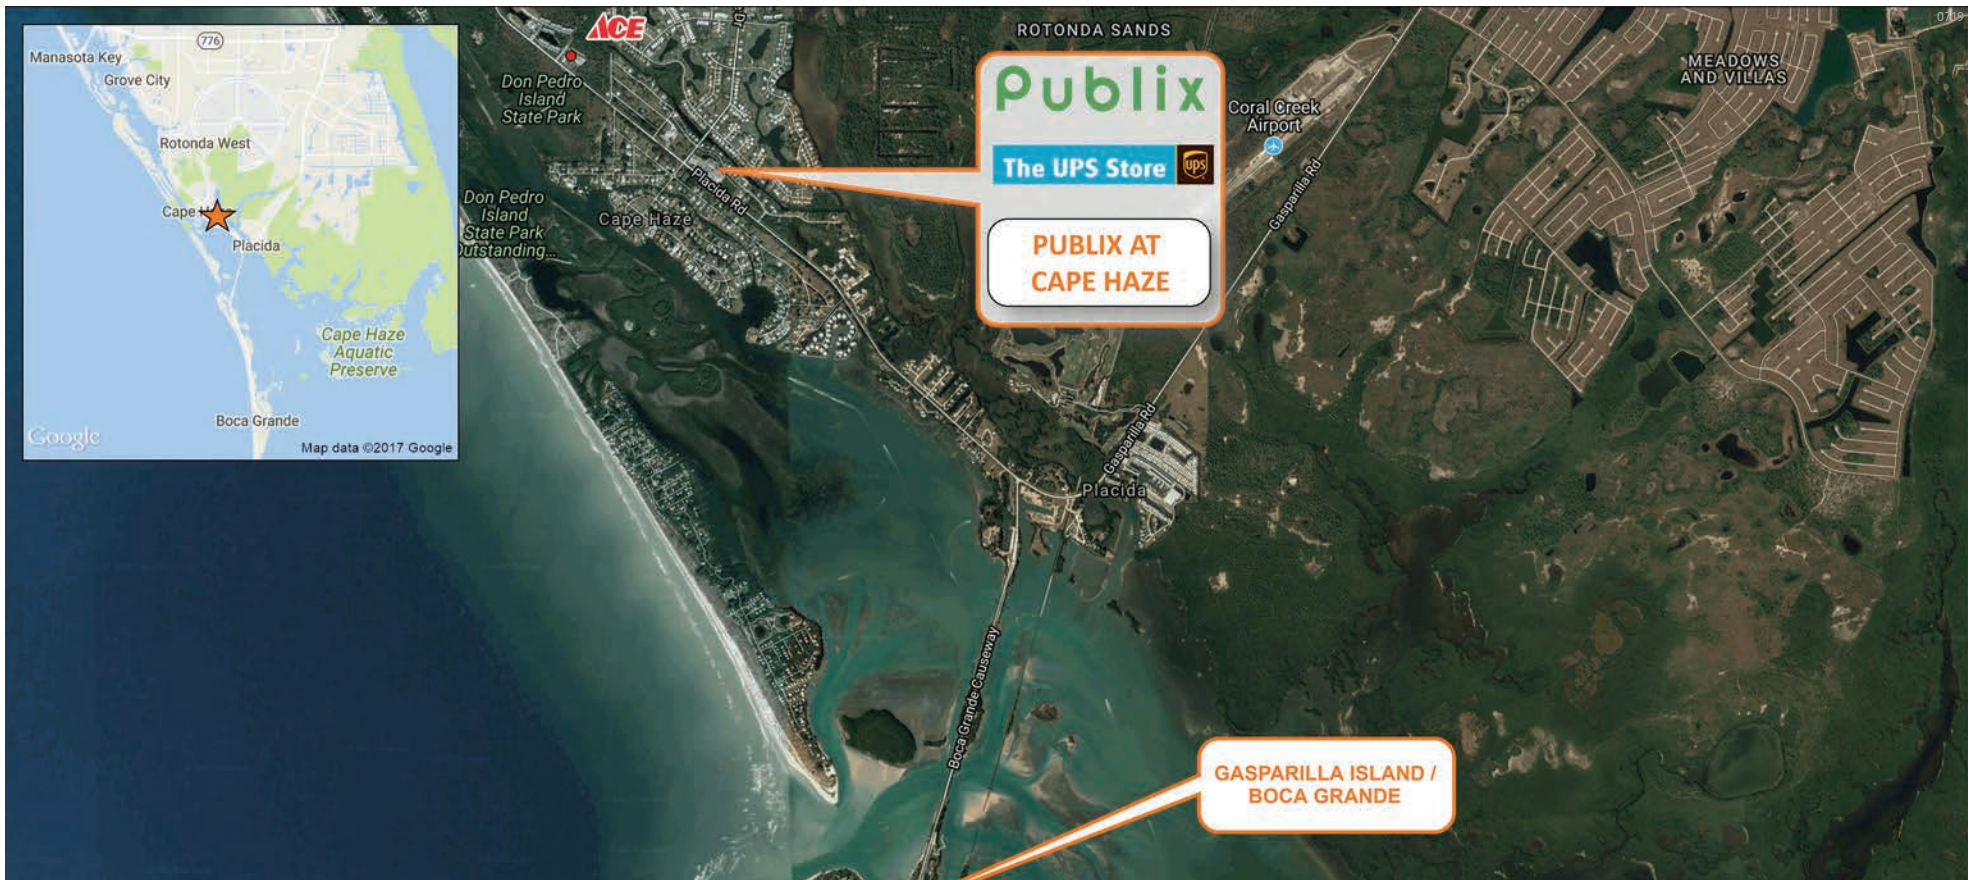 0719
776
Manasota Key
Grove City
Rotonda West
Cape
Placida
Cape Haze
Aquatic
Preserve
Boca Grande
Google
Map data ©2017 Google
ACE
Don Pedro
Island
State Park
Don Pedro
Island
State Park
Outstanding...
Cape Haze
Placida Rd
ROTONDA SANDS
Publix
The UPS Store
ups
PUBLIX AT
CAPE HAZE
Coral Creek
Airport
Gasparilla Rd
MEADOWS
AND VILLAS
Gasparilla Rd
Placida
Boca Grande Causeway
GASPARILLA ISLAND /
BOCA GRANDE